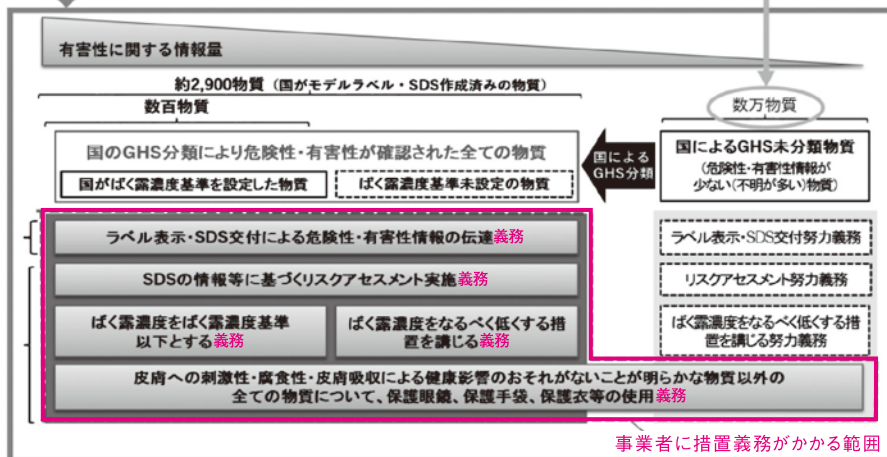 有害性に関する情報量
約2,900物質（国がモデルラベル・SDS作成済みの物質）
数百物質
数万物質
国のGHS分類により危険性・有害性が確認された全ての物質
国がばく露濃度基準を設定した物質
ばく露濃度基準未設定の物質
国による
GHS分類
国によるGHS未分類物質
（危険性・有害性情報が
少ない（不明が多い）物質）
ラベル表示・SDS交付による危険性・有害性情報の伝達義務
ラベル表示・SDS交付努力義務
SDSの情報等に基づくリスクアセスメント実施義務
リスクアセスメント努力義務
ばく露濃度をばく露濃度基準
以下とする義務
ばく露濃度をなるべく低くする措
置を講じる義務
ばく露濃度をなるべく低くする措
置を講じる努力義務
皮膚への刺激性・腐食性・皮膚吸収による健康影響のおそれがないことが明らかな物質以外の
全ての物質について、保護眼鏡、保護手袋、保護衣等の使用義務
事業者に措置義務がかかる範囲